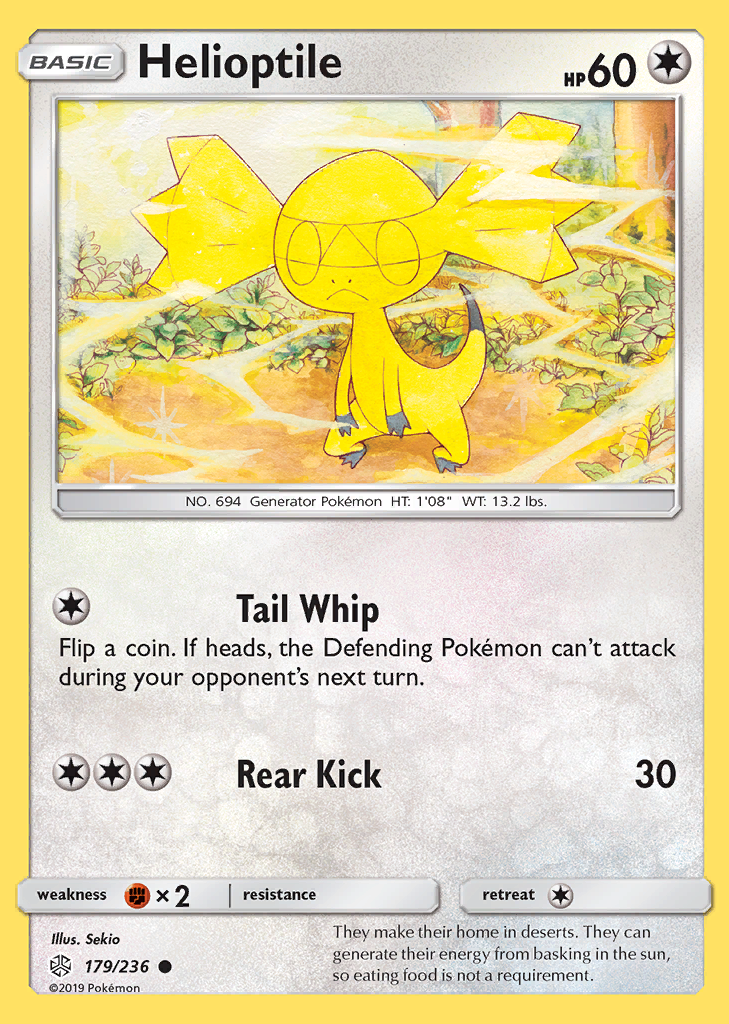 BASIC Helioptile HP60
NO. 694 Generator Pokémon HT: 1'08" WT: 13.2 lbs.
Tail Whip
Flip a coin. If heads, the Defending Pokémon can't attack
during your opponent's next turn.
Rear Kick 30
weakness ×2 resistance retreat
Illus. Sekio
179/236
©2019 Pokémon
They make their home in deserts. They can
generate their energy from basking in the sun,
so eating food is not a requirement.